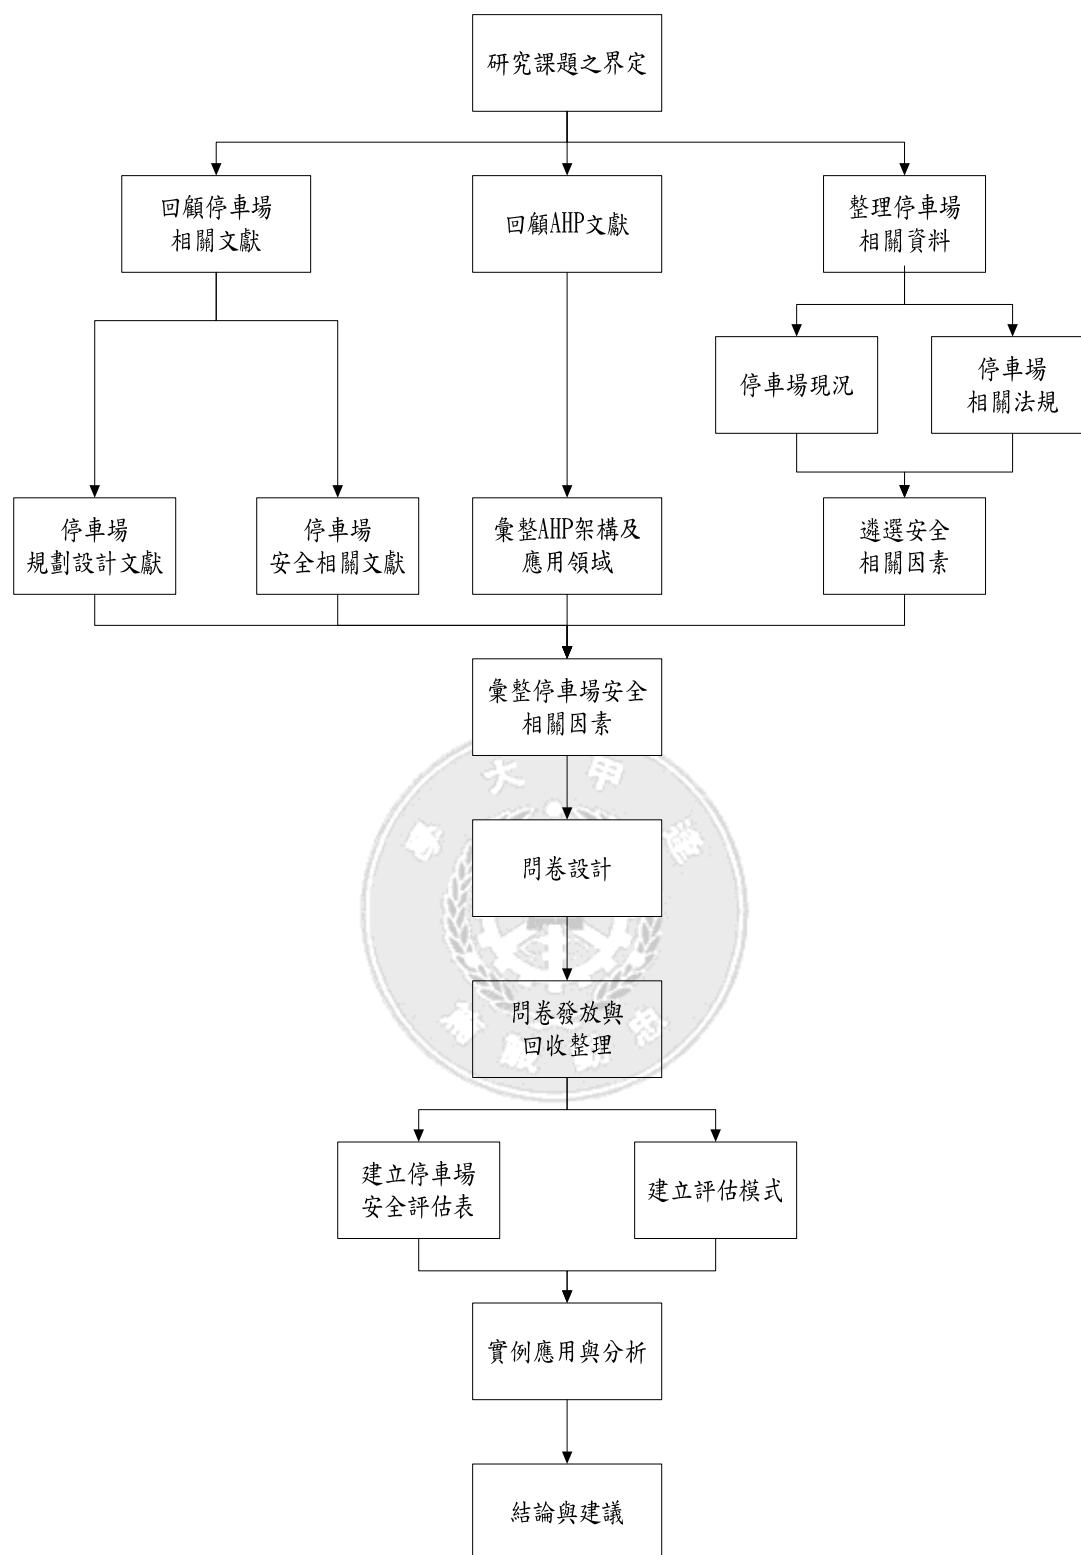 研究課題之界定
回顧停車場
相關文獻
回顧AHP文獻
整理停車場
相關資料
停車場現況
停車場
相關法規
停車場
規劃設計文獻
停車場
安全相關文獻
彙整AHP架構及
應用領域
遴選安全
相關因素
彙整停車場安全
相關因素
大甲逢
問卷設計
問卷發放與
回收整理
建立停車場
安全評估表
建立評估模式
實例應用與分析
結論與建議